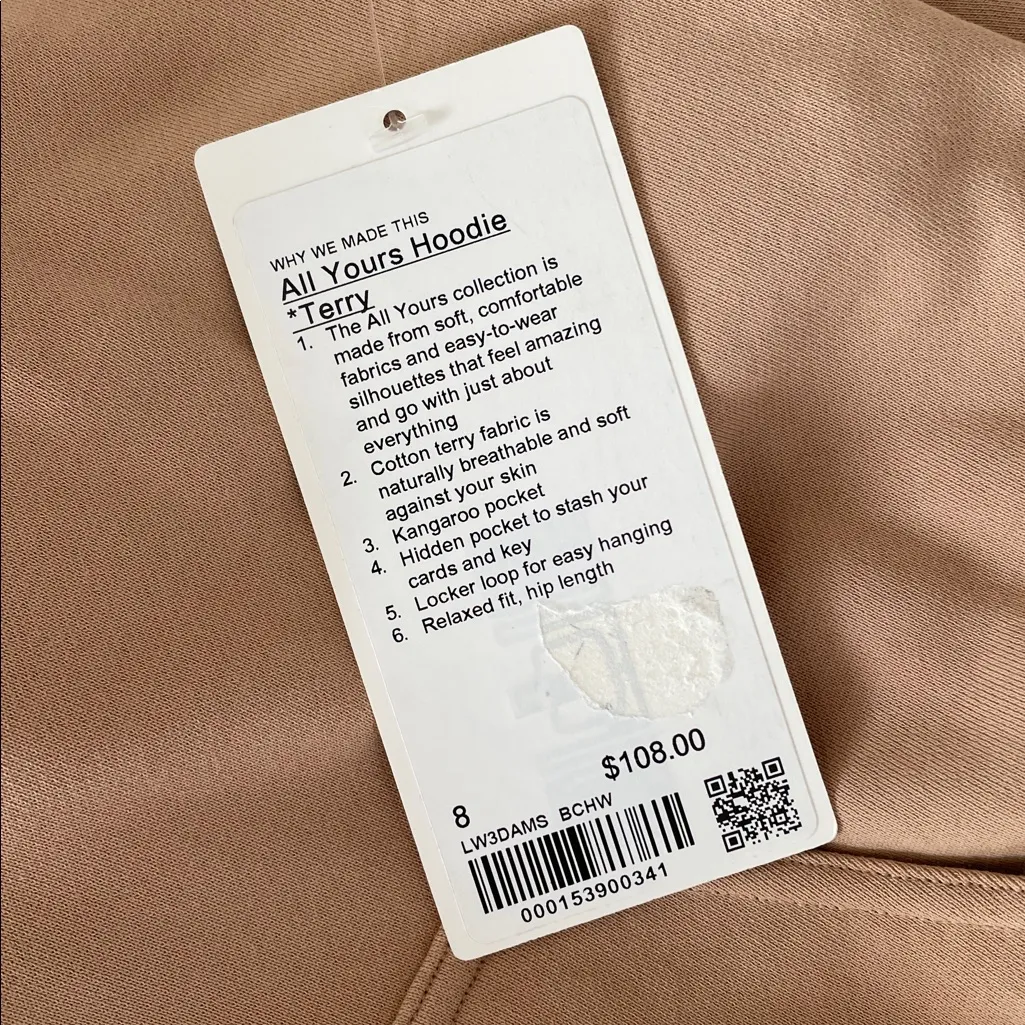 WHY WE MADE THIS
All Yours Hoodie
*Terry
1. The All Yours collection is
made from soft, comfortable
fabrics and easy-to-wear
silhouettes that feel amazing
and go with just about
everything
2. Cotton terry fabric is
naturally breathable and soft
against your skin
3. Kangaroo pocket
4. Hidden pocket to stash your
cards and key
5. Locker loop for easy hanging
6. Relaxed fit, hip length
$108.00
8
LW3DAMS BCHW
000153900341